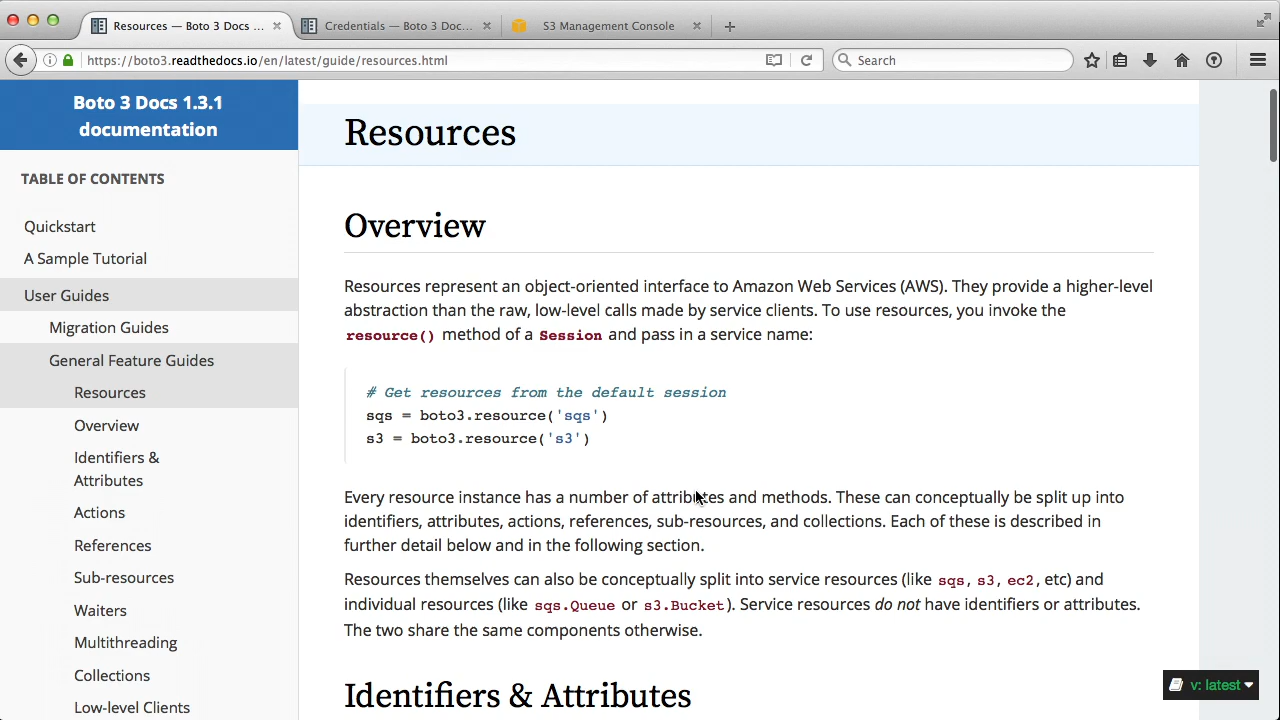 Resources — Boto 3 Docs ...
Credentials — Boto 3 Doc...
S3 Management Console
https://boto3.readthedocs.io/en/latest/guide/resources.html
Search
Boto 3 Docs 1.3.1
documentation
TABLE OF CONTENTS
Quickstart
A Sample Tutorial
User Guides
Migration Guides
General Feature Guides
Resources
Overview
Identifiers &
Attributes
Actions
References
Sub-resources
Waiters
Multithreading
Collections
Low-level Clients
Resources
Overview
Resources represent an object-oriented interface to Amazon Web Services (AWS). They provide a higher-level
abstraction than the raw, low-level calls made by service clients. To use resources, you invoke the
resource() method of a Session and pass in a service name:
# Get resources from the default session
sqs = boto3.resource('sqs')
s3 = boto3.resource('s3')
Every resource instance has a number of attributes and methods. These can conceptually be split up into
identifiers, attributes, actions, references, sub-resources, and collections. Each of these is described in
further detail below and in the following section.
Resources themselves can also be conceptually split into service resources (like sqs, s3, ec2, etc) and
individual resources (like sqs.Queue or s3.Bucket). Service resources do not have identifiers or attributes.
The two share the same components otherwise.
Identifiers & Attributes
v: latest